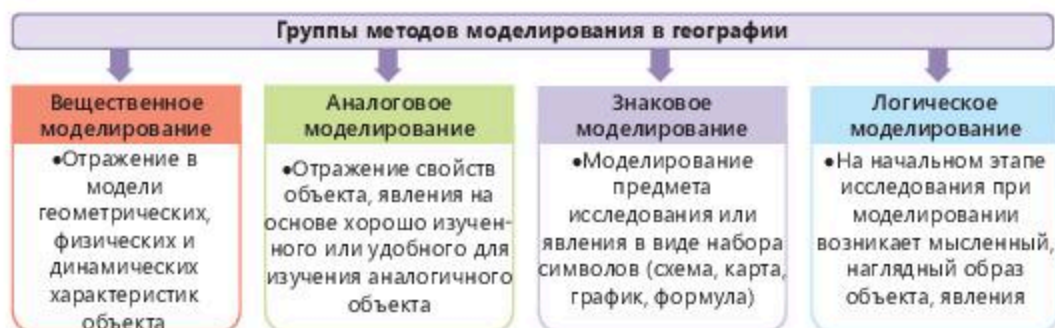 Группы методов моделирования в географии
Вещественное
моделирование
•Отражение в
модели
геометрических,
физических и
динамических
характеристик
объекта
Аналоговое
моделирование
•Отражение свойств
объекта, явления на
основе хорошо изучен-
ного или удобного для
изучения аналогичного
объекта
Знаковое
моделирование
•Моделирование
предмета
исследования или
явления в виде набора
символов (схема, карта,
график, формула)
Логическое
моделирование
•На начальном этапе
исследования при
моделировании
возникает мысленный,
наглядный образ
объекта, явления